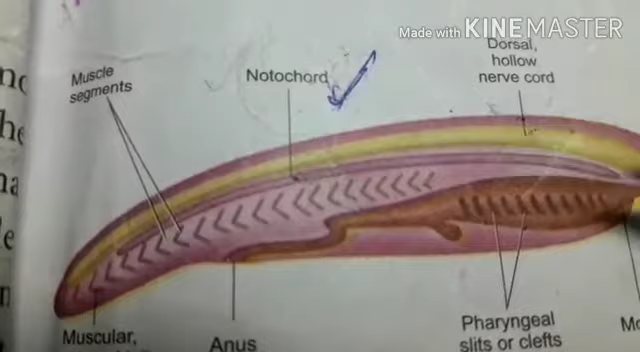 Made with KINEMASTER
Dorsal,
hollow
nerve cord
Notochord
Muscle
segments
Muscular,
Anus
Pharyngeal
slits or clefts